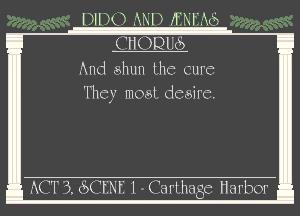 DIDO AND ÆNEAS
CHORUS
And shun the cure
They most desire.
ACT 3, SCENE 1 - Carthage Harbor